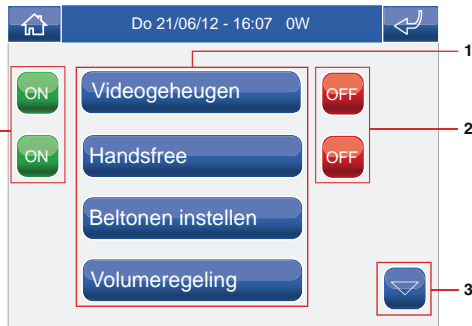 Do 21/06/12 - 16:07 0W
1
ON Videogeheugen OFF
2
ON Handsfree OFF
Beltonen instellen
Volumeregeling
3